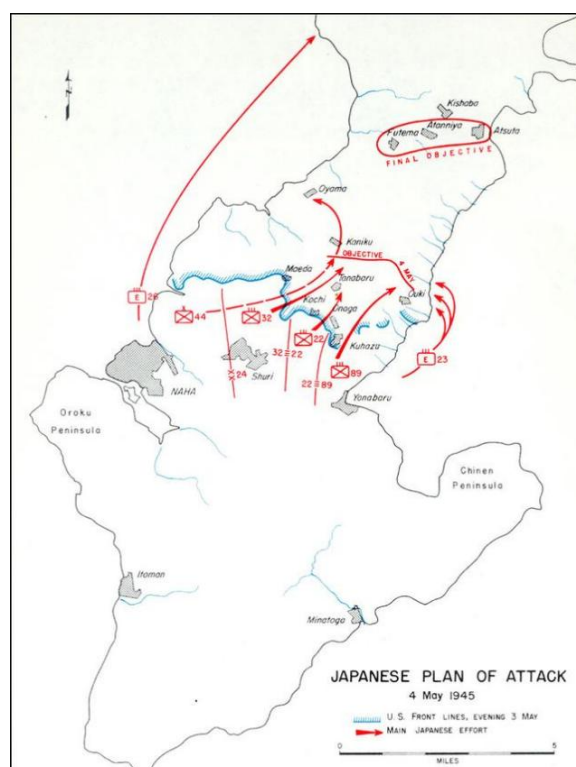 Kishaba
Atanniya
Futema
Atsuta
FINAL OBJECTIVE
Oyama
Kaniku
OBJECTIVE
4 MAY
Maeda
Tanabaru
Ouki
E 26
44
32
Kochi
Onaga
22
Kuhazu
NAHA
Shuri
24
32 = 22
89
E 23
22 = 89
Yonabaru
Oroku
Peninsula
Chinen
Peninsula
Itoman
Minatoga
JAPANESE PLAN OF ATTACK
4 May 1945
U.S. FRONT LINES, EVENING 3 MAY
MAIN JAPANESE EFFORT
0
5
MILES